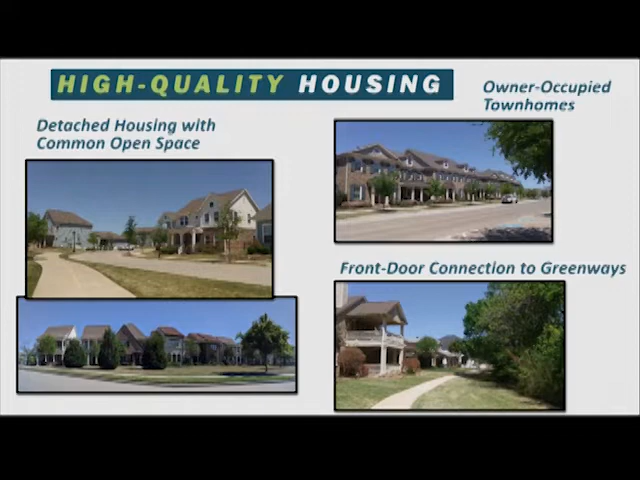 HIGH-QUALITY HOUSING
Owner-Occupied
Townhomes
Detached Housing with
Common Open Space
Front-Door Connection to Greenways